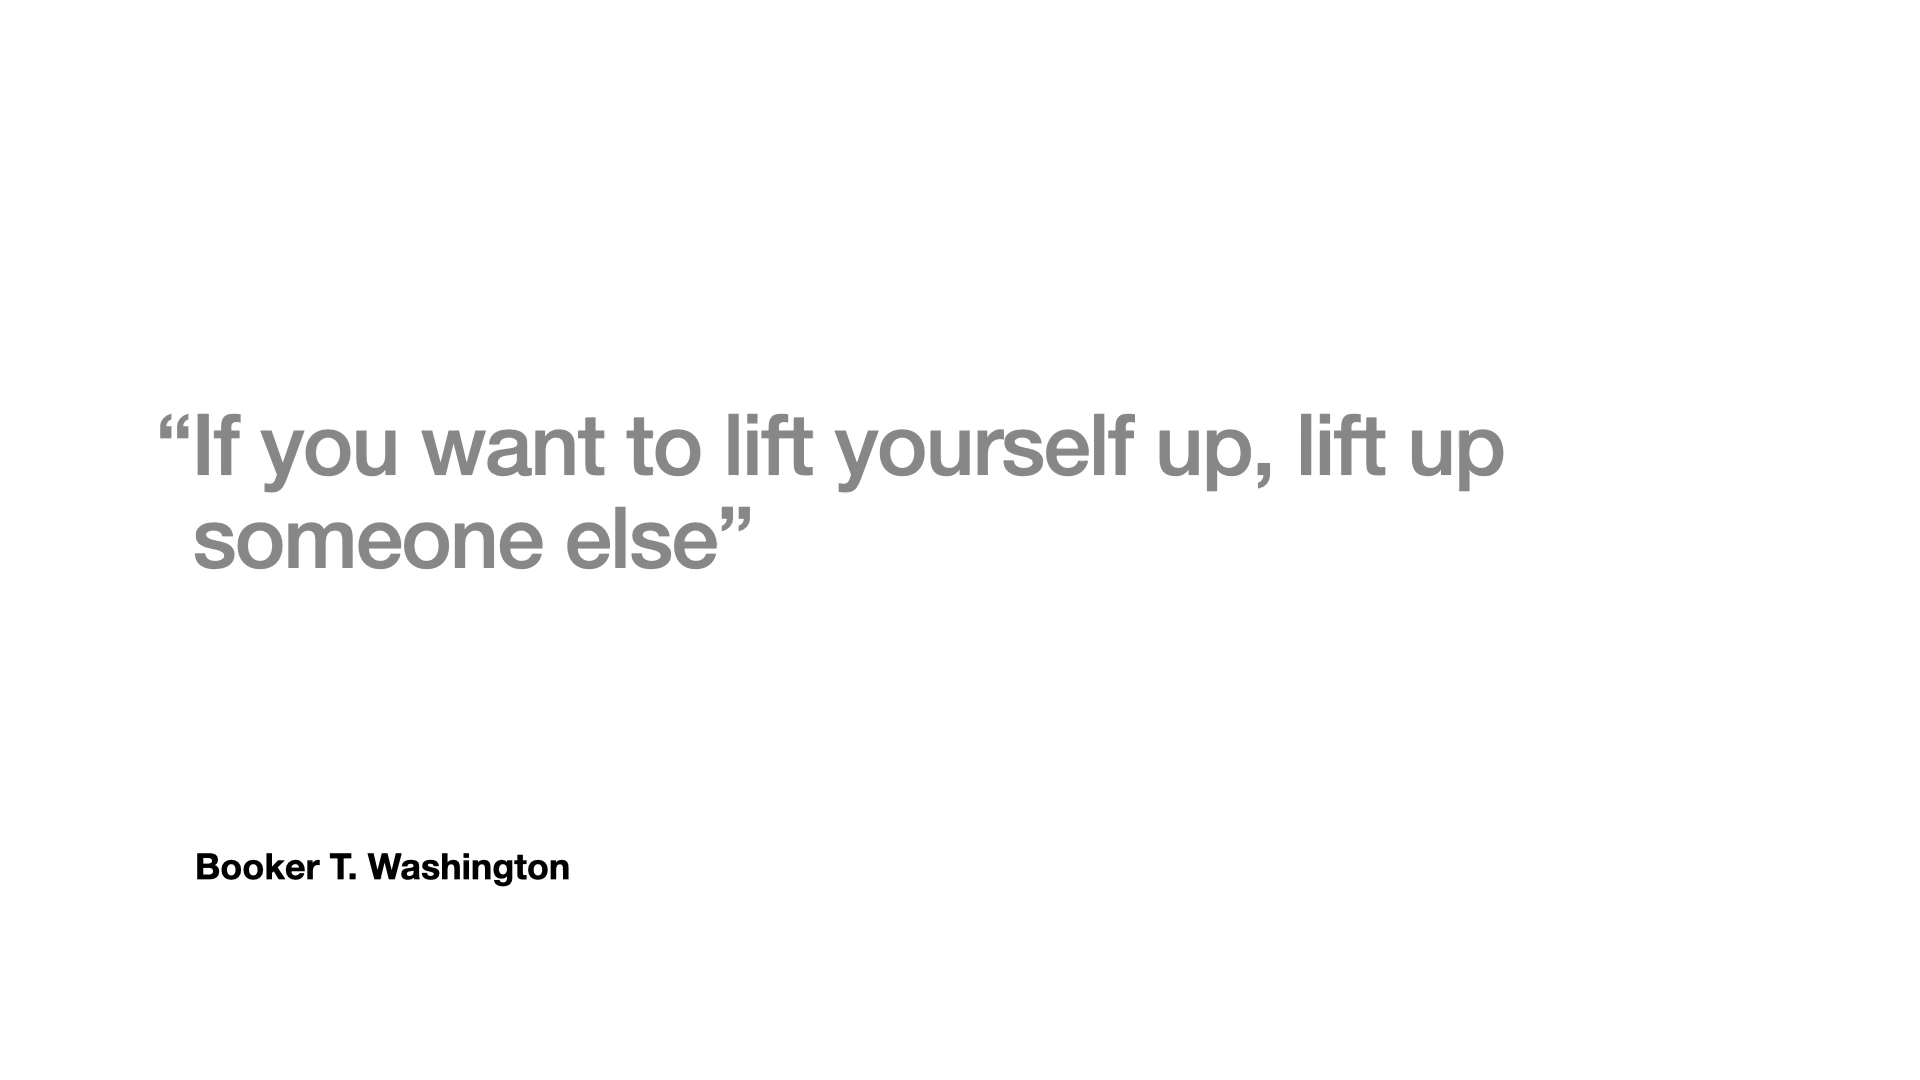 “If you want to lift yourself up, lift up
someone else”
Booker T. Washington